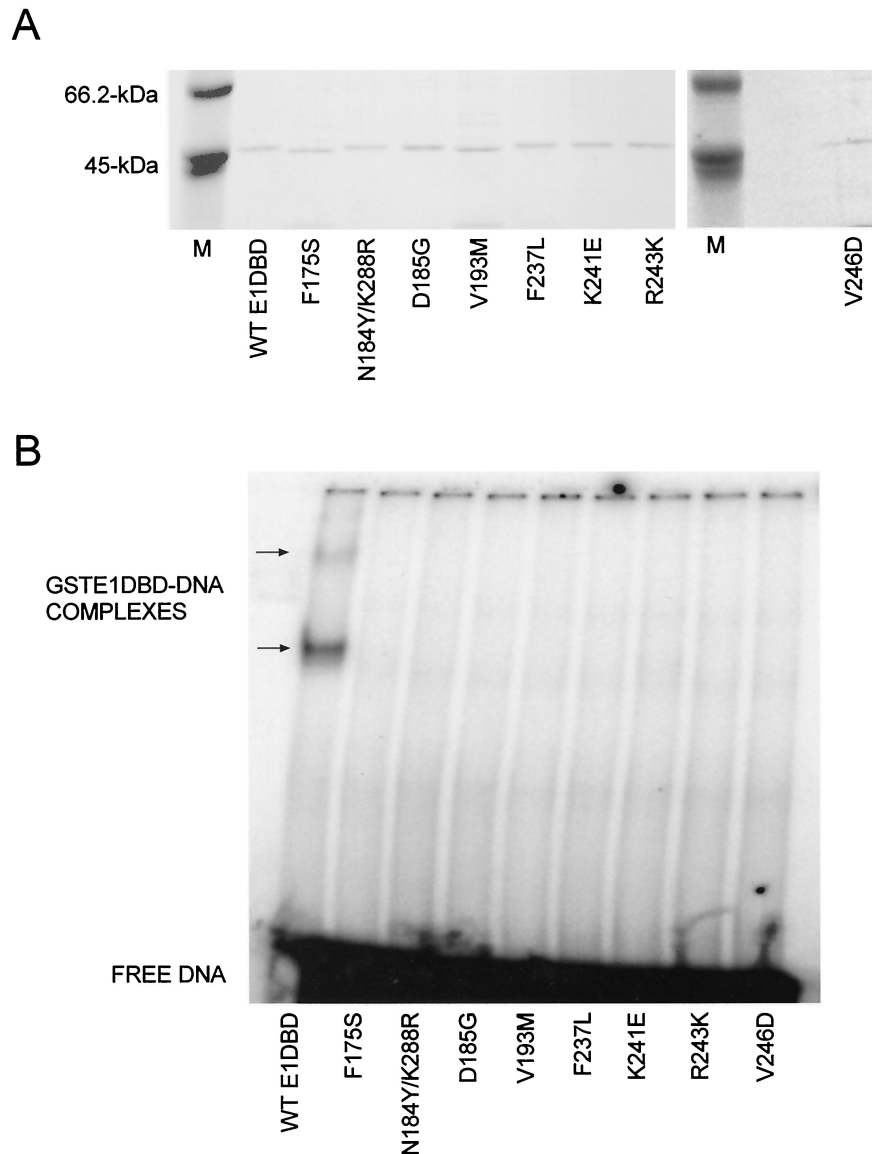 A
66.2-kDa
45-kDa
M
WT E1DBD
F175S
N184Y/K288R
D185G
V193M
F237L
K241E
R243K
M
V246D
B
GSTE1DBD-DNA
COMPLEXES
FREE DNA
WT E1DBD
F175S
N184Y/K288R
D185G
V193M
F237L
K241E
R243K
V246D